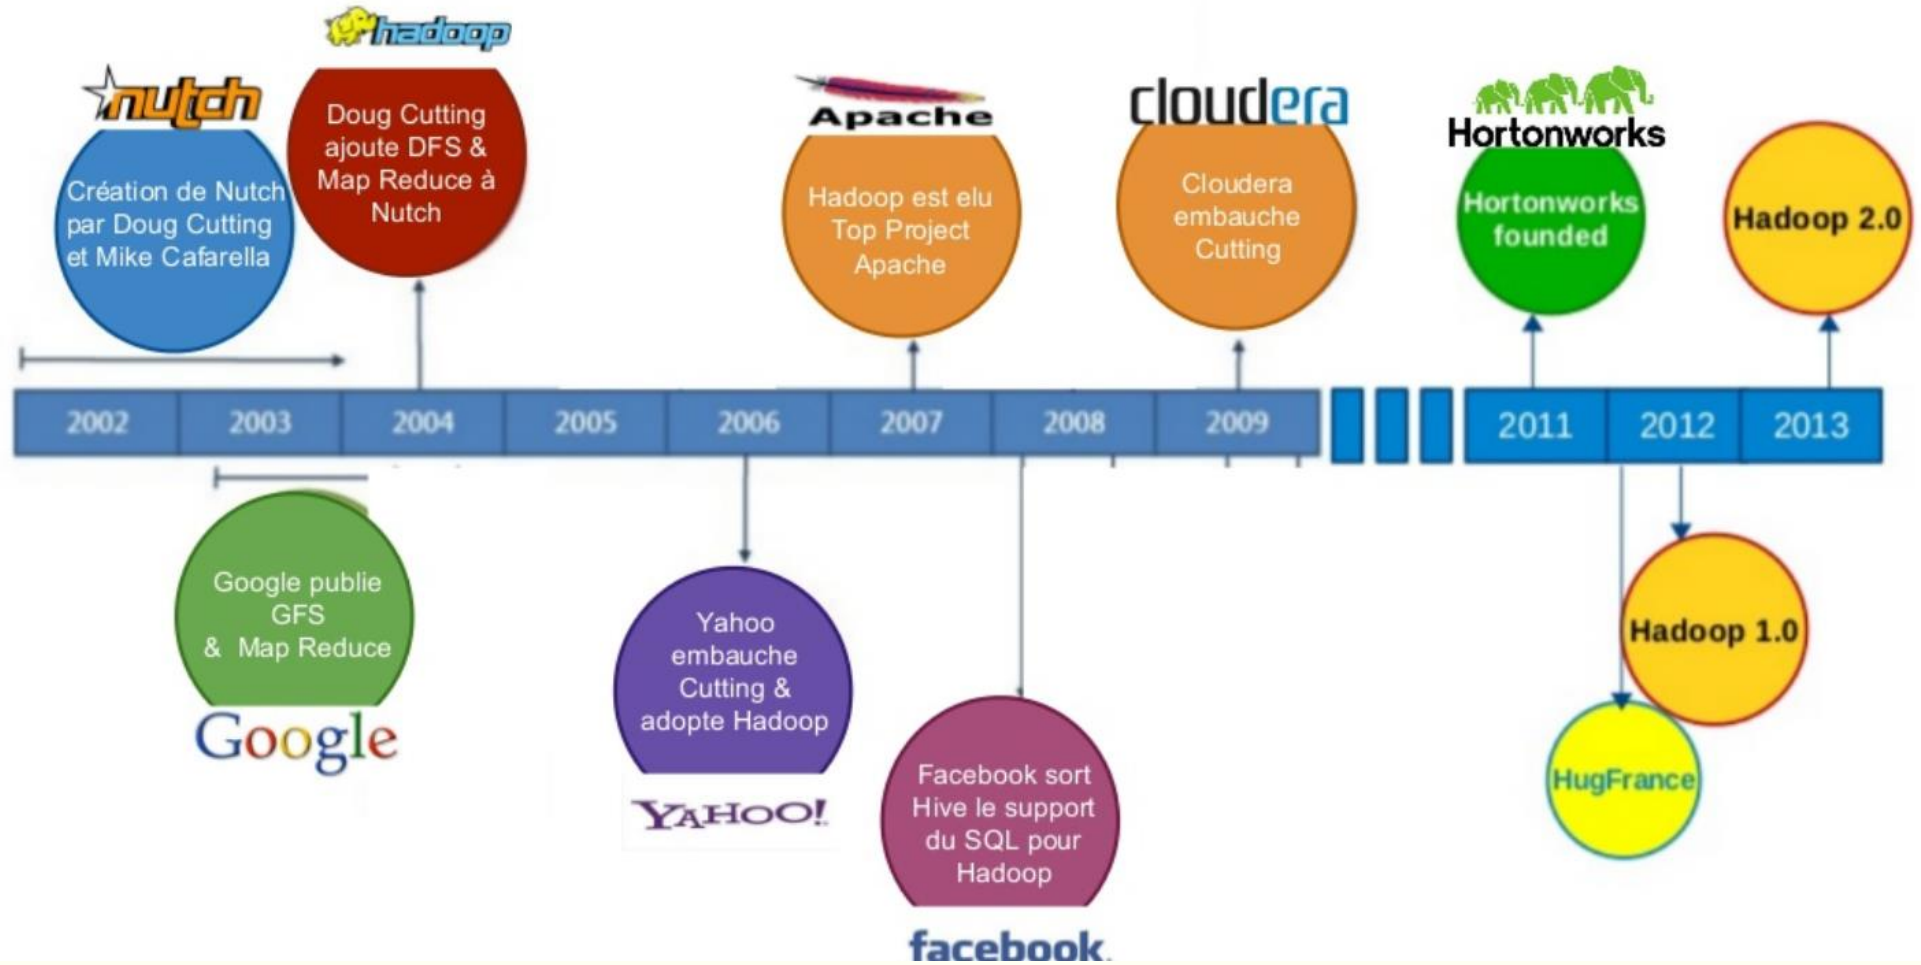 hadoop
nutch
Création de Nutch
par Doug Cutting
et Mike Cafarella
Doug Cutting
ajoute DFS &
Map Reduce à
Nutch
Apache
Hadoop est elu
Top Project
Apache
cloudera
Cloudera
embauche
Cutting
Hortonworks
Hortonworks
founded
Hadoop 2.0
2002
2003
2004
2005
2006
2007
2008
2009
2011
2012
2013
Google publie
GFS
& Map Reduce
Google
Yahoo
embauche
Cutting &
adopte Hadoop
YAHOO!
Facebook sort
Hive le support
du SQL pour
Hadoop
facebook.
Hadoop 1.0
HugFrance